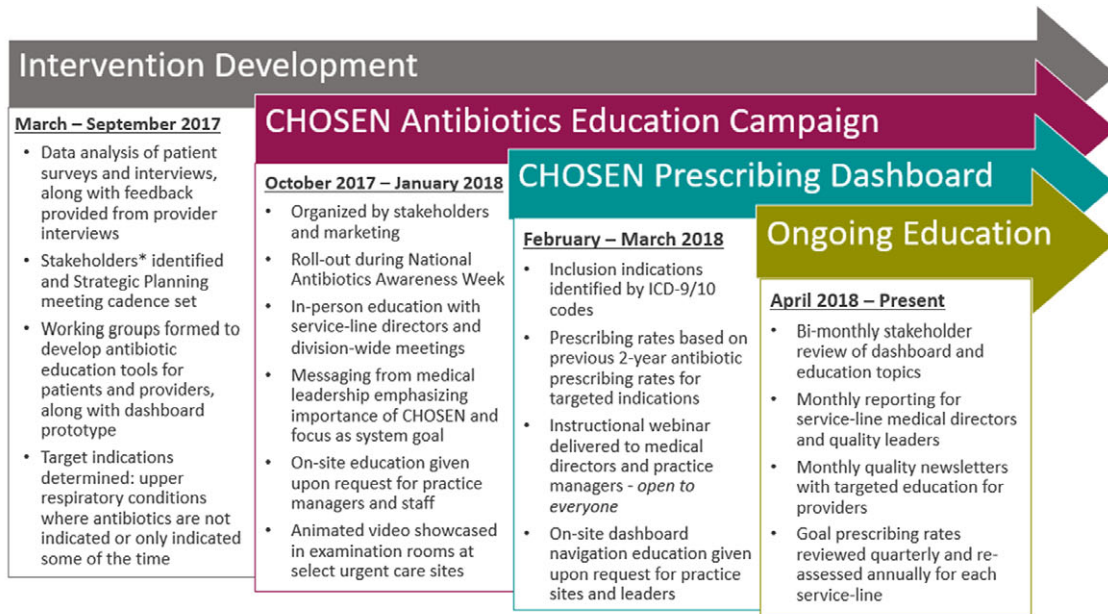 Intervention Development
March – September 2017
• Data analysis of patient
surveys and interviews,
along with feedback
provided from provider
interviews
• Stakeholders* identified
and Strategic Planning
meeting cadence set
• Working groups formed to
develop antibiotic
education tools for
patients and providers,
along with dashboard
prototype
• Target indications
determined: upper
respiratory conditions
where antibiotics are not
indicated or only indicated
some of the time
CHOSEN Antibiotics Education Campaign
October 2017 – January 2018
• Organized by stakeholders
and marketing
• Roll-out during National
Antibiotics Awareness Week
• In-person education with
service-line directors and
division-wide meetings
• Messaging from medical
leadership emphasizing
importance of CHOSEN and
focus as system goal
• On-site education given
upon request for practice
managers and staff
• Animated video showcased
in examination rooms at
select urgent care sites
CHOSEN Prescribing Dashboard
February – March 2018
• Inclusion indications
identified by ICD-9/10
codes
• Prescribing rates based on
previous 2-year antibiotic
prescribing rates for
targeted indications
• Instructional webinar
delivered to medical
directors and practice
managers - open to
everyone
• On-site dashboard
navigation education given
upon request for practice
sites and leaders
Ongoing Education
April 2018 – Present
• Bi-monthly stakeholder
review of dashboard and
education topics
• Monthly reporting for
service-line medical directors
and quality leaders
• Monthly quality newsletters
with targeted education for
providers
• Goal prescribing rates
reviewed quarterly and re-
assessed annually for each
service-line